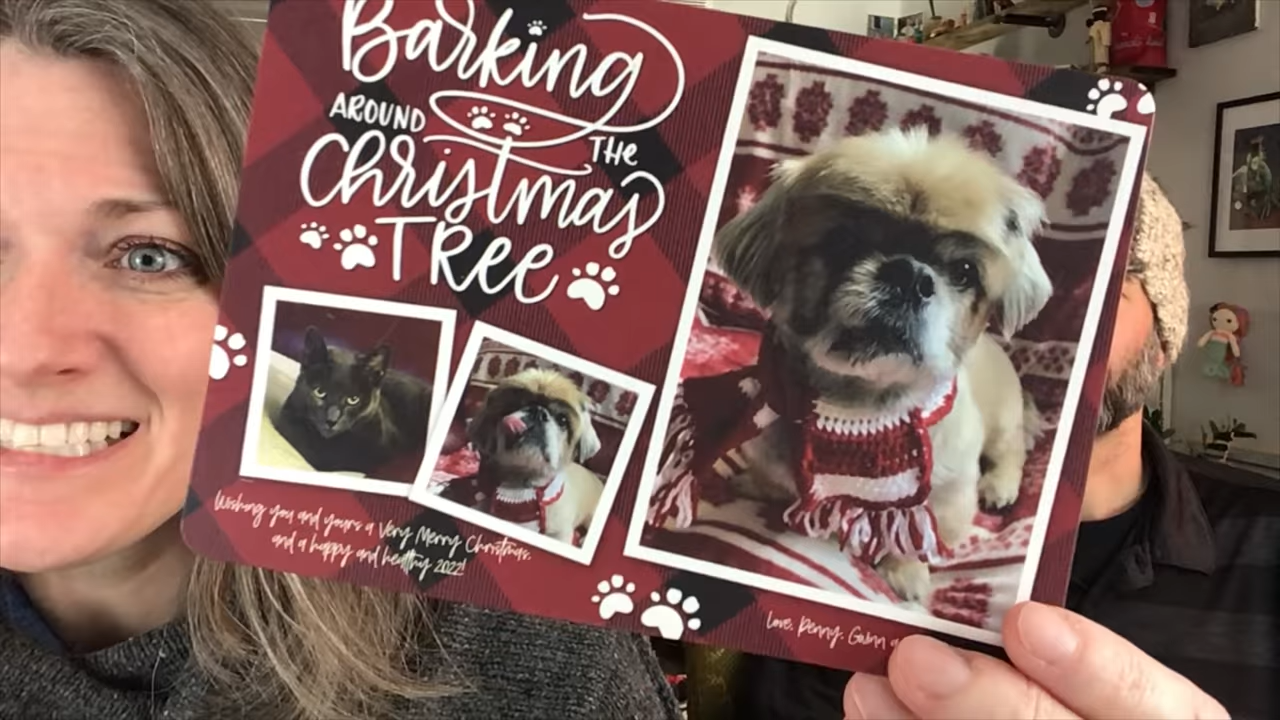 Barking
AROUND THE
Christmas
TREE
Wishing you and yours a Very Merry Christmas,
and a happy and healthy 2022!
Love, Penny,